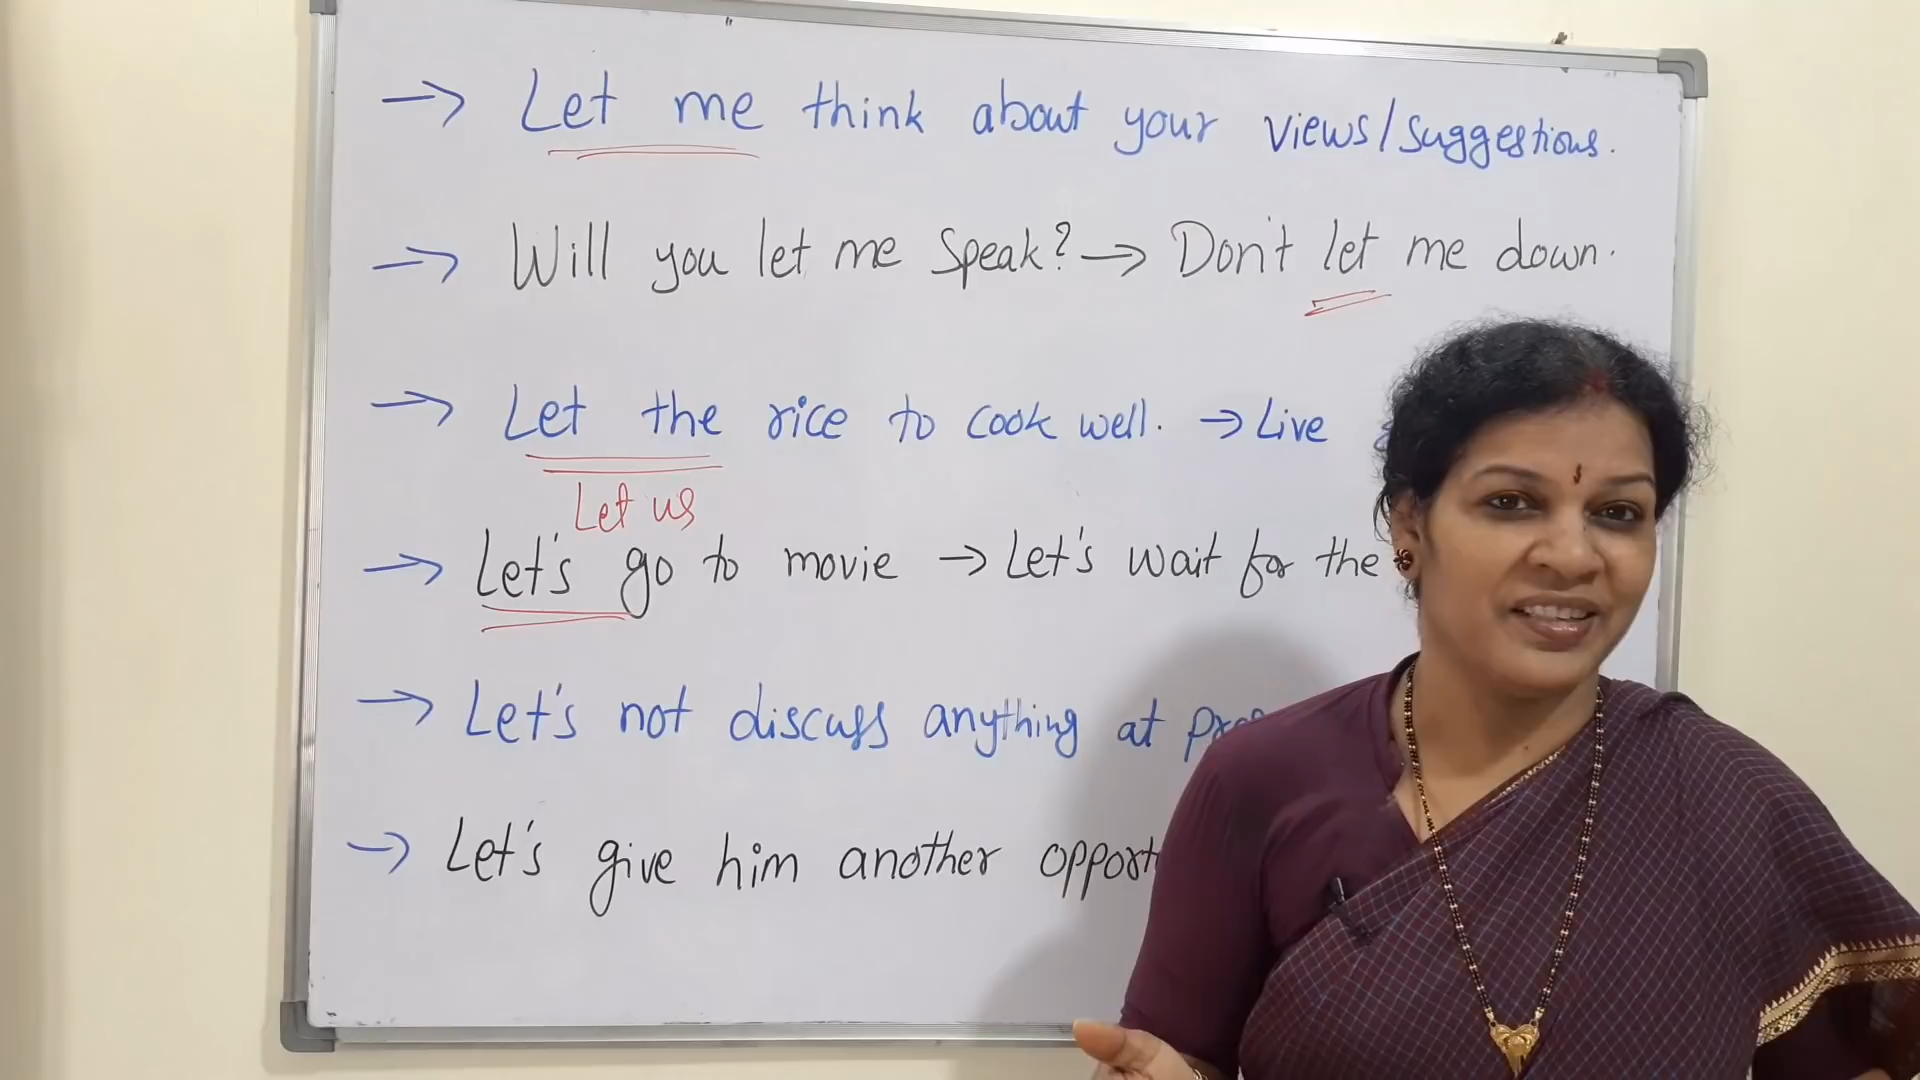 → Let me think about your views/suggestions.
→ Will you let me speak? → Don't let me down.
→ Let the rice to cook well. → Live
Let us
→ Let's go to movie → Let's wait for the
→ Let's not discuss anything at
→ Let's give him another